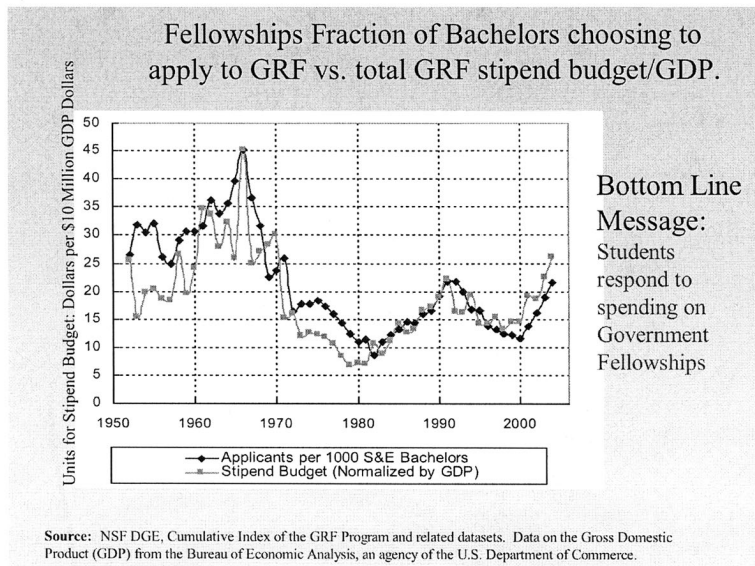 Fellowships Fraction of Bachelors choosing to
apply to GRF vs. total GRF stipend budget/GDP.
Units for Stipend Budget: Dollars per $10 Million GDP Dollars
50
45
40
35
30
25
20
15
10
5
0
1950 1960 1970 1980 1990 2000
Applicants per 1000 S&E Bachelors
Stipend Budget (Normalized by GDP)
Bottom Line
Message:
Students
respond to
spending on
Government
Fellowships
Source: NSF DGE, Cumulative Index of the GRF Program and related datasets. Data on the Gross Domestic
Product (GDP) from the Bureau of Economic Analysis, an agency of the U.S. Department of Commerce.